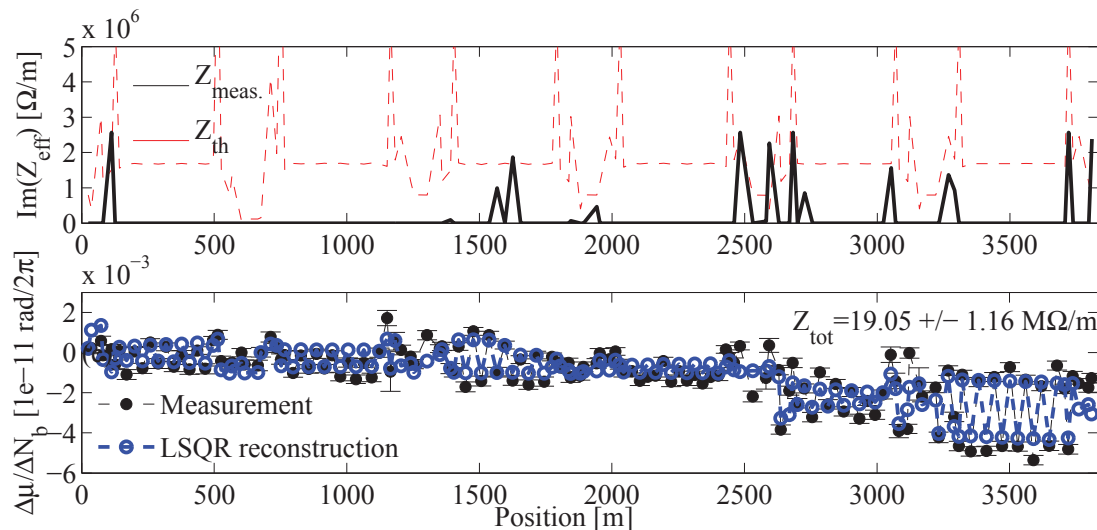 x 10⁶
5
4
3
2
1
0
Im(Z_eff) [Ω/m]
Z_meas.
Z_th
0 500 1000 1500 2000 2500 3000 3500
x 10⁻³
2
0
−2
−4
−6
Δμ/ΔN_b [1e−11 rad/2π]
Z_tot=19.05 +/− 1.16 MΩ/m
Measurement
LSQR reconstruction
0 500 1000 1500 2000 2500 3000 3500
Position [m]